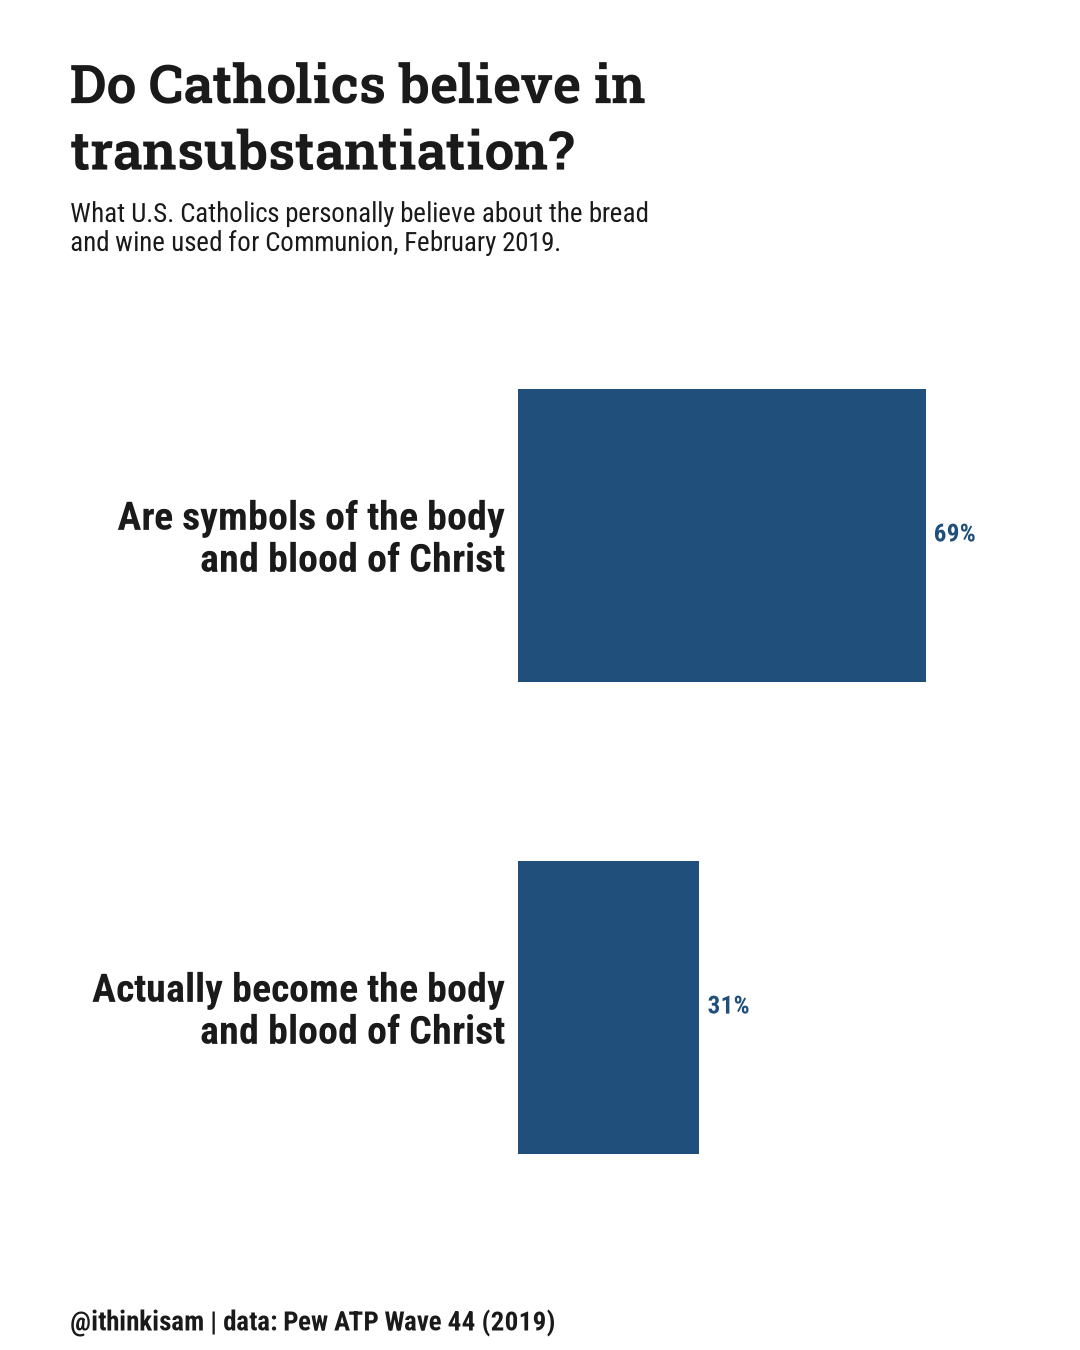 Do Catholics believe in
transubstantiation?
What U.S. Catholics personally believe about the bread
and wine used for Communion, February 2019.
Are symbols of the body
and blood of Christ
69%
Actually become the body
and blood of Christ
31%
@ithinkisam | data: Pew ATP Wave 44 (2019)